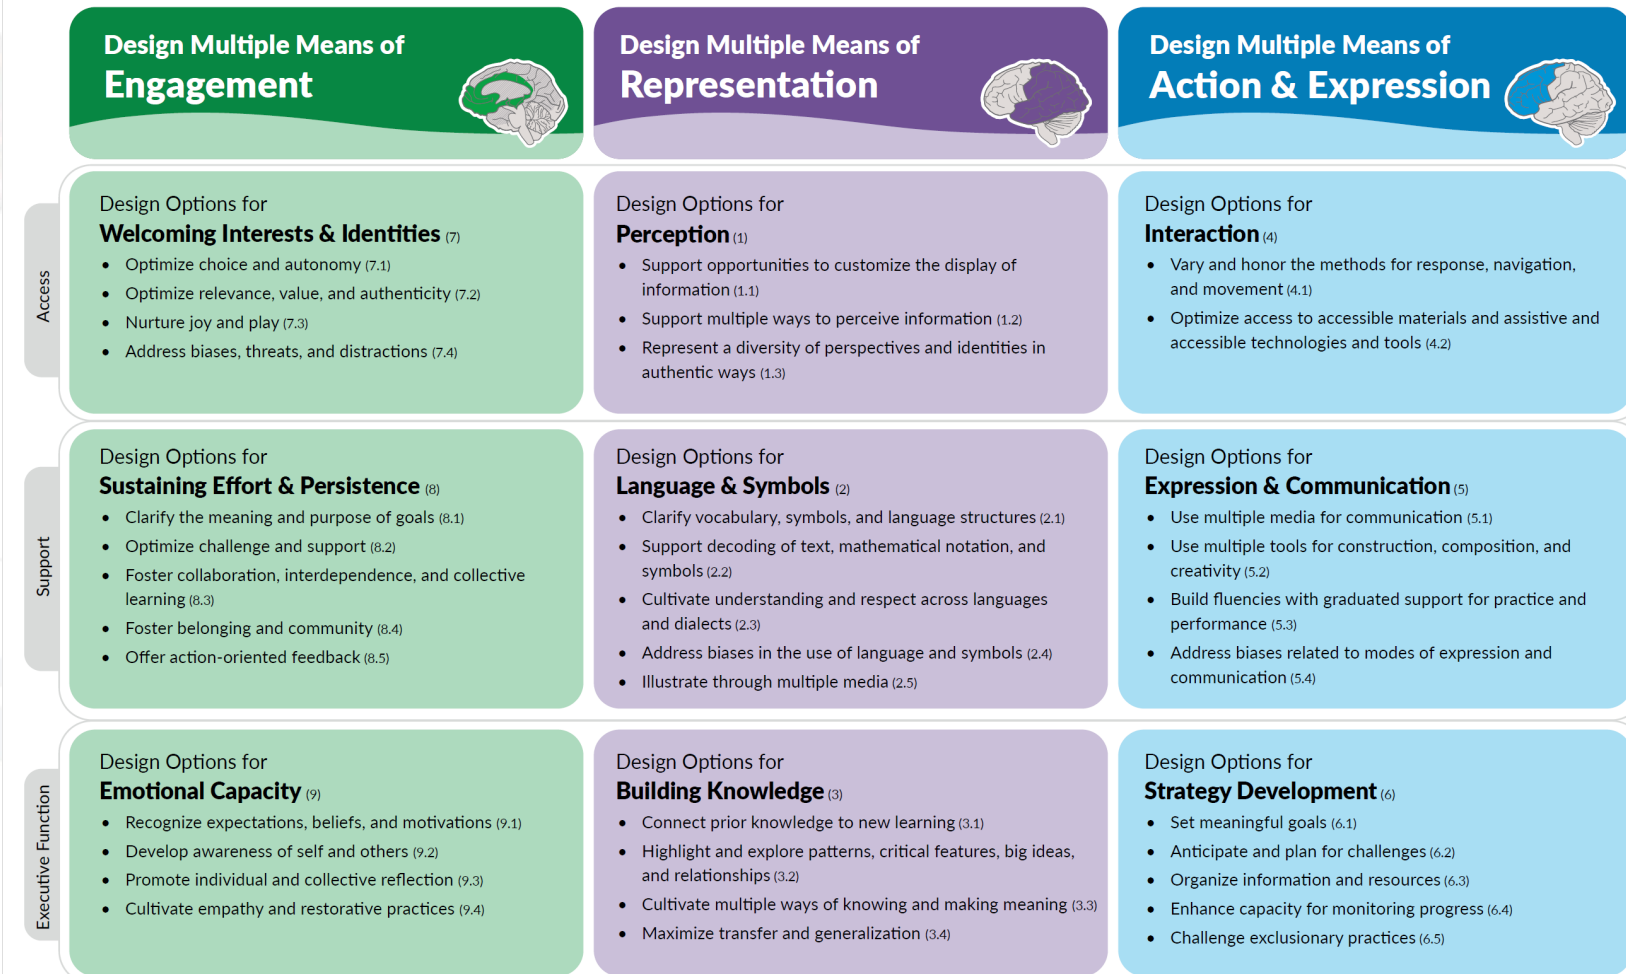 Design Multiple Means of
Engagement
Design Multiple Means of
Representation
Design Multiple Means of
Action & Expression
Access
Design Options for
Welcoming Interests & Identities (7)
• Optimize choice and autonomy (7.1)
• Optimize relevance, value, and authenticity (7.2)
• Nurture joy and play (7.3)
• Address biases, threats, and distractions (7.4)
Design Options for
Perception (1)
• Support opportunities to customize the display of
information (1.1)
• Support multiple ways to perceive information (1.2)
• Represent a diversity of perspectives and identities in
authentic ways (1.3)
Design Options for
Interaction (4)
• Vary and honor the methods for response, navigation,
and movement (4.1)
• Optimize access to accessible materials and assistive and
accessible technologies and tools (4.2)
Support
Design Options for
Sustaining Effort & Persistence (8)
• Clarify the meaning and purpose of goals (8.1)
• Optimize challenge and support (8.2)
• Foster collaboration, interdependence, and collective
learning (8.3)
• Foster belonging and community (8.4)
• Offer action-oriented feedback (8.5)
Design Options for
Language & Symbols (2)
• Clarify vocabulary, symbols, and language structures (2.1)
• Support decoding of text, mathematical notation, and
symbols (2.2)
• Cultivate understanding and respect across languages
and dialects (2.3)
• Address biases in the use of language and symbols (2.4)
• Illustrate through multiple media (2.5)
Design Options for
Expression & Communication (5)
• Use multiple media for communication (5.1)
• Use multiple tools for construction, composition, and
creativity (5.2)
• Build fluencies with graduated support for practice and
performance (5.3)
• Address biases related to modes of expression and
communication (5.4)
Executive Function
Design Options for
Emotional Capacity (9)
• Recognize expectations, beliefs, and motivations (9.1)
• Develop awareness of self and others (9.2)
• Promote individual and collective reflection (9.3)
• Cultivate empathy and restorative practices (9.4)
Design Options for
Building Knowledge (3)
• Connect prior knowledge to new learning (3.1)
• Highlight and explore patterns, critical features, big ideas,
and relationships (3.2)
• Cultivate multiple ways of knowing and making meaning (3.3)
• Maximize transfer and generalization (3.4)
Design Options for
Strategy Development (6)
• Set meaningful goals (6.1)
• Anticipate and plan for challenges (6.2)
• Organize information and resources (6.3)
• Enhance capacity for monitoring progress (6.4)
• Challenge exclusionary practices (6.5)